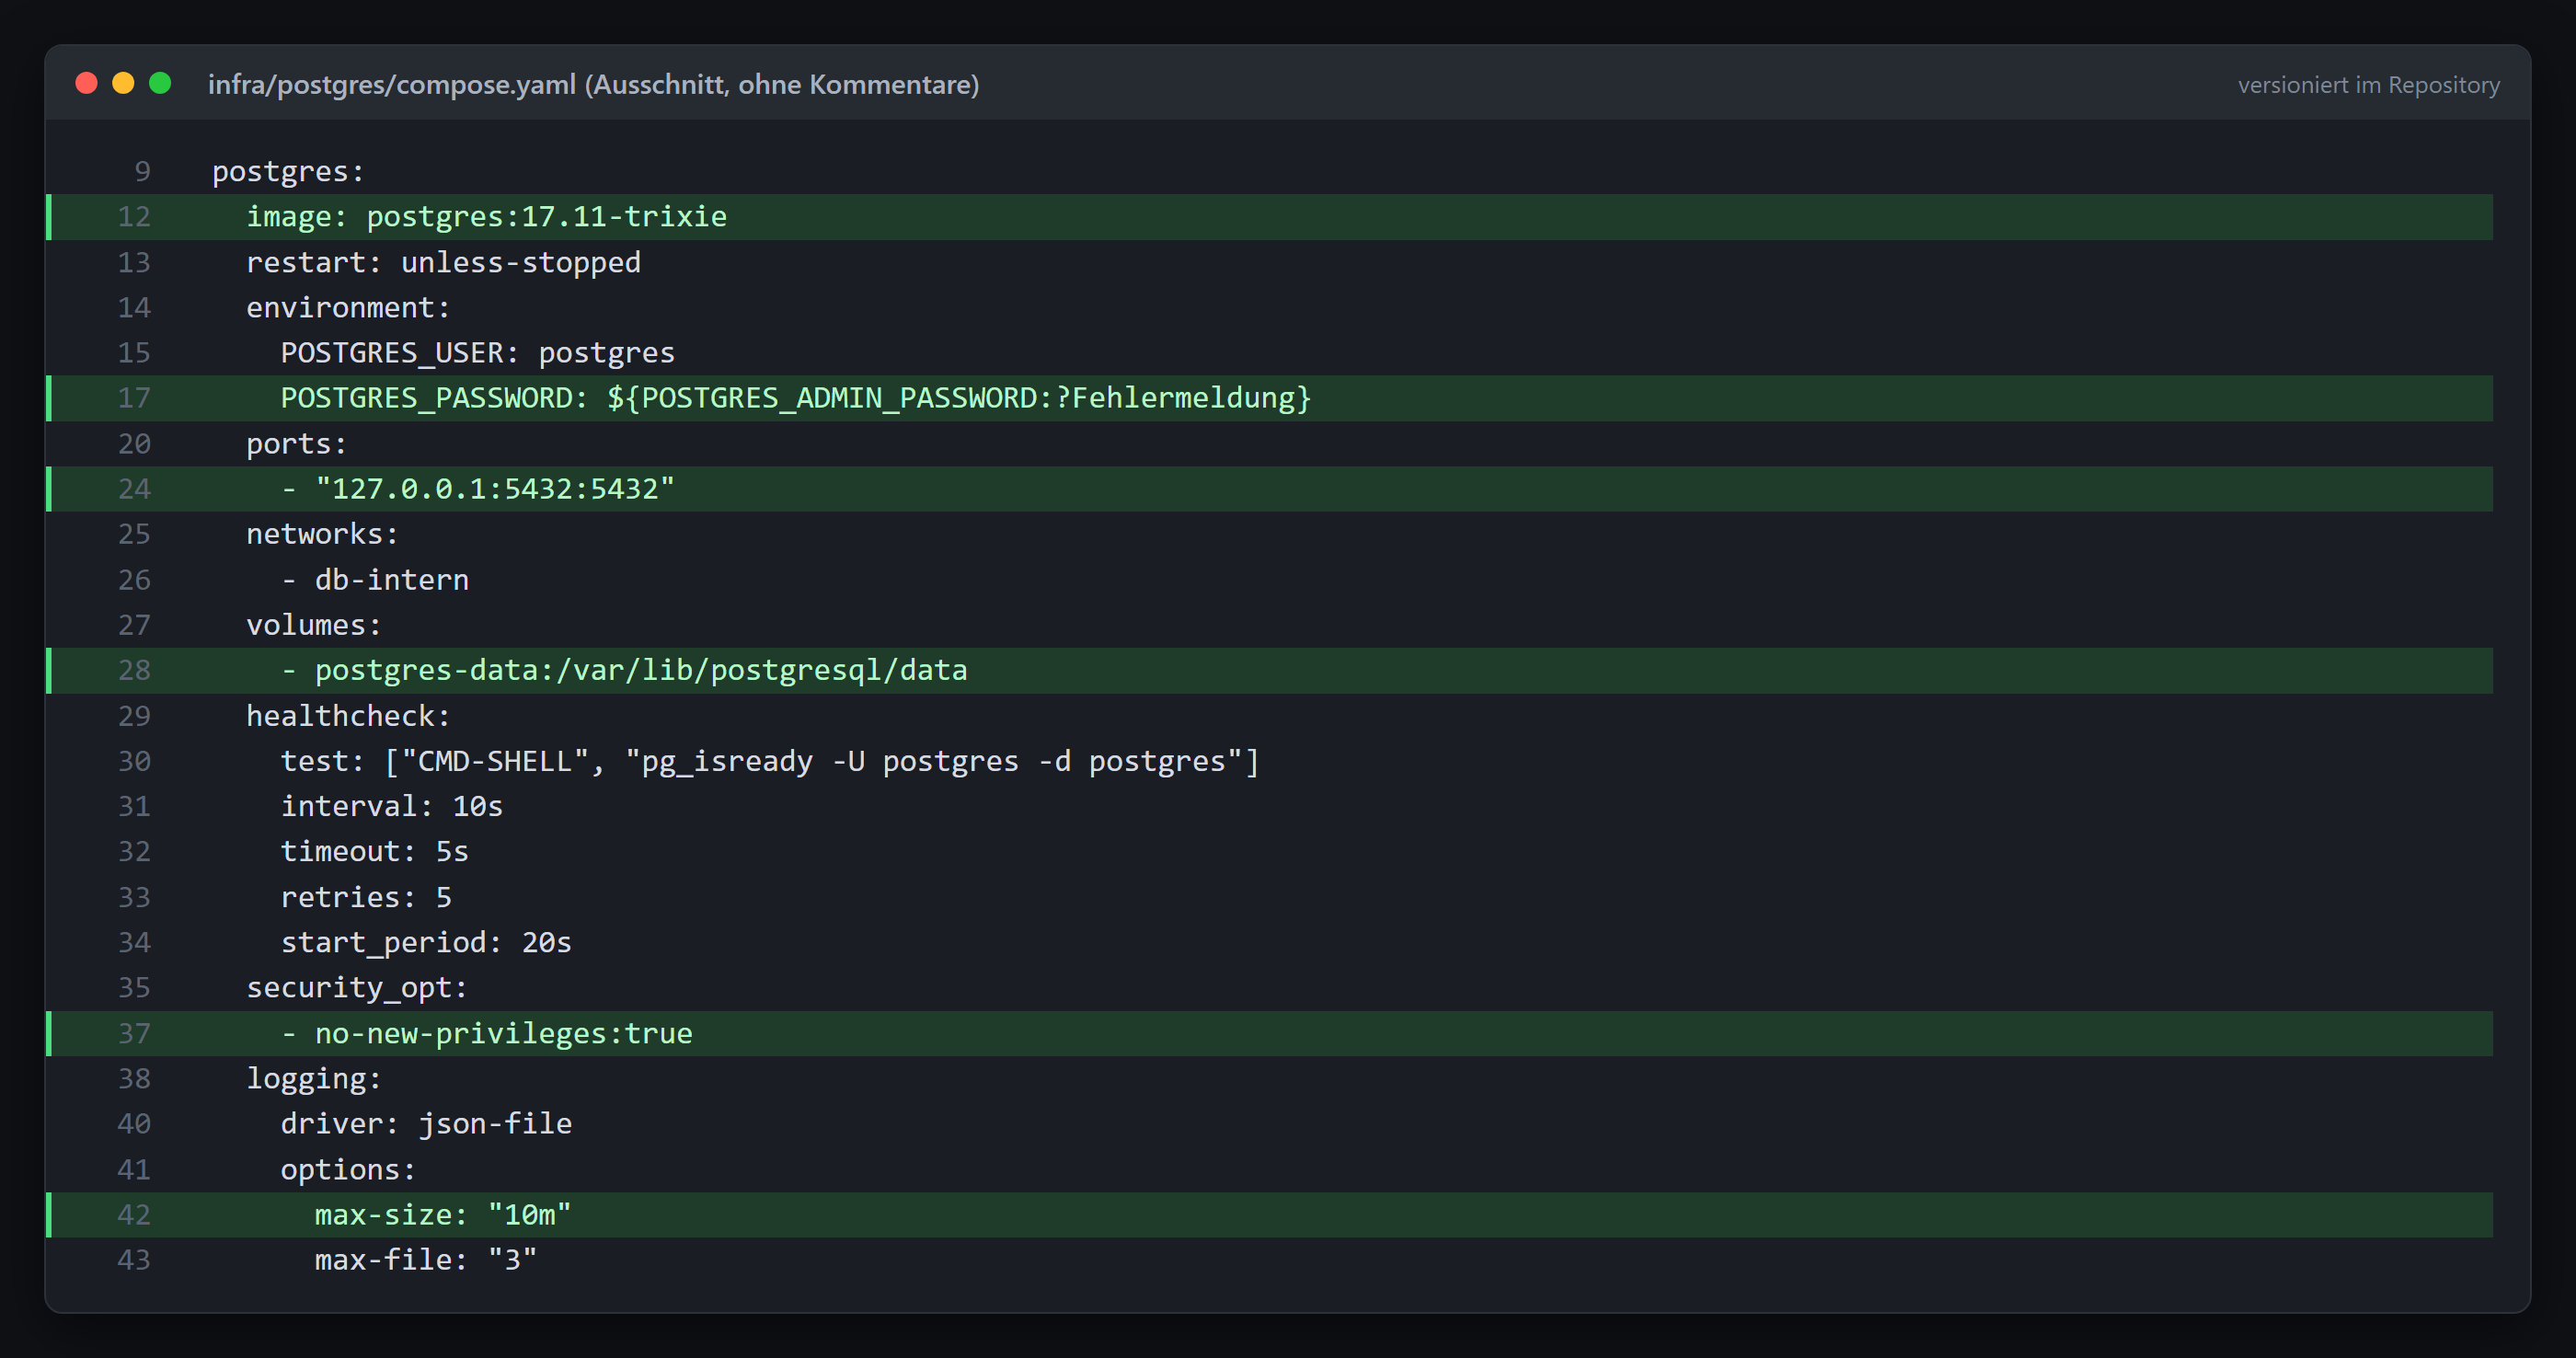 infra/postgres/compose.yaml (Ausschnitt, ohne Kommentare) versioniert im Repository
9 postgres:
12 image: postgres:17.11-trixie
13 restart: unless-stopped
14 environment:
15 POSTGRES_USER: postgres
17 POSTGRES_PASSWORD: ${POSTGRES_ADMIN_PASSWORD:?Fehlermeldung}
20 ports:
24 - "127.0.0.1:5432:5432"
25 networks:
26 - db-intern
27 volumes:
28 - postgres-data:/var/lib/postgresql/data
29 healthcheck:
30 test: ["CMD-SHELL", "pg_isready -U postgres -d postgres"]
31 interval: 10s
32 timeout: 5s
33 retries: 5
34 start_period: 20s
35 security_opt:
37 - no-new-privileges:true
38 logging:
40 driver: json-file
41 options:
42 max-size: "10m"
43 max-file: "3"